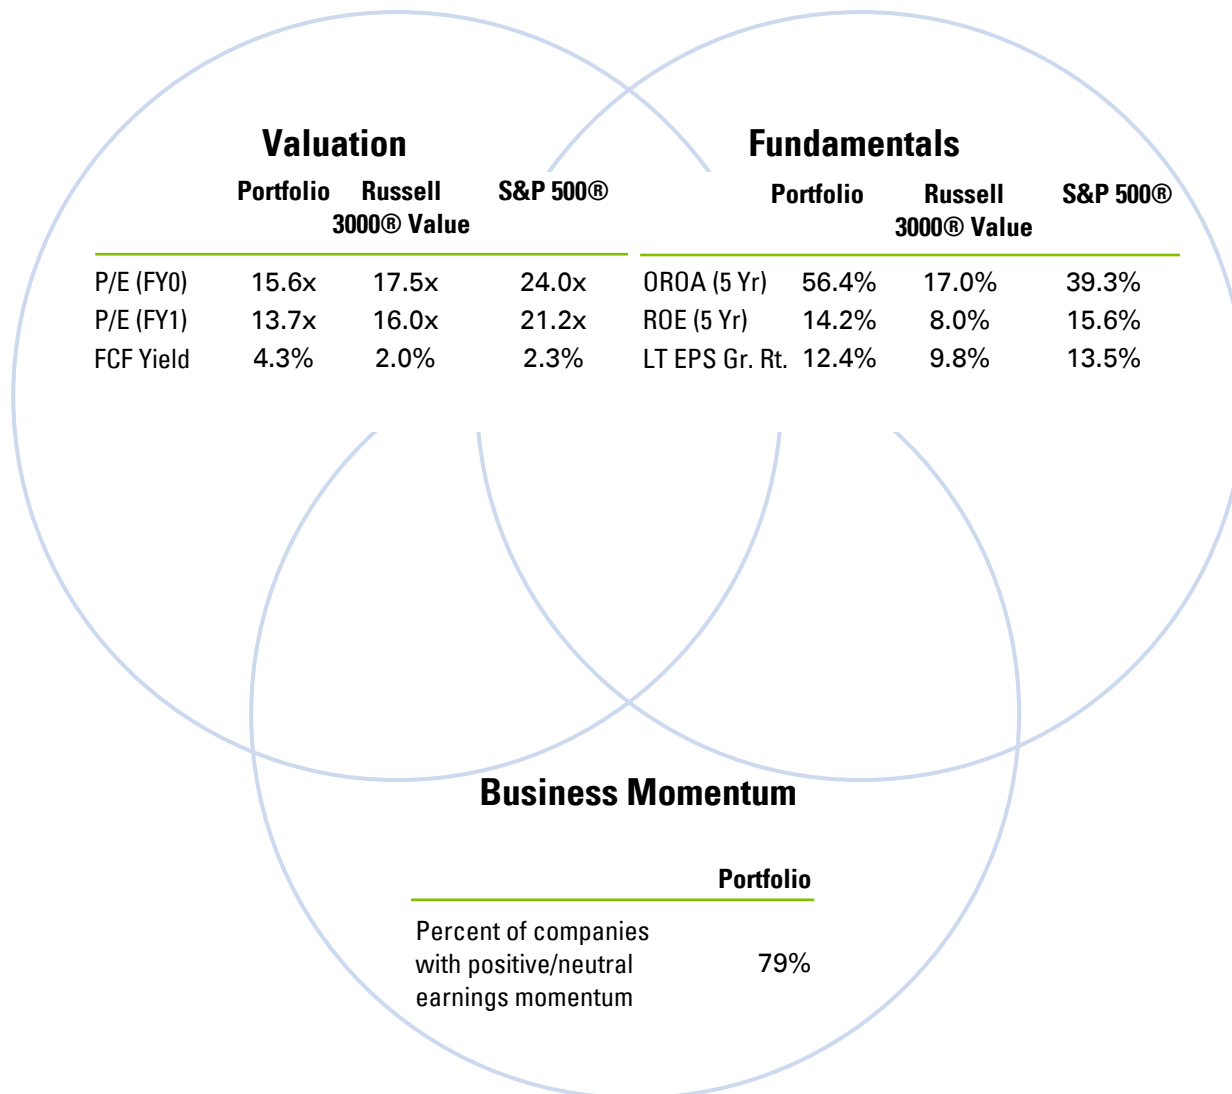 Valuation
Portfolio Russell 3000® Value S&P 500®
P/E (FY0) 15.6x 17.5x 24.0x
P/E (FY1) 13.7x 16.0x 21.2x
FCF Yield 4.3% 2.0% 2.3%
Fundamentals
Portfolio Russell 3000® Value S&P 500®
OROA (5 Yr) 56.4% 17.0% 39.3%
ROE (5 Yr) 14.2% 8.0% 15.6%
LT EPS Gr. Rt. 12.4% 9.8% 13.5%
Business Momentum
Portfolio
Percent of companies
with positive/neutral 79%
earnings momentum